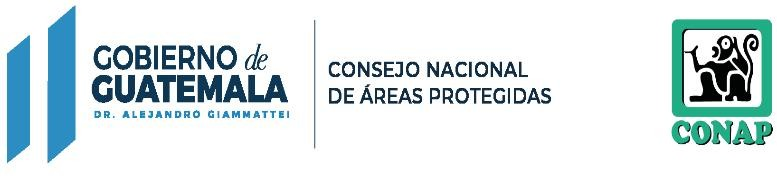 GOBIERNO de
GUATEMALA
DR. ALEJANDRO GIAMMATTEI
CONSEJO NACIONAL
DE ÁREAS PROTEGIDAS
CONAP